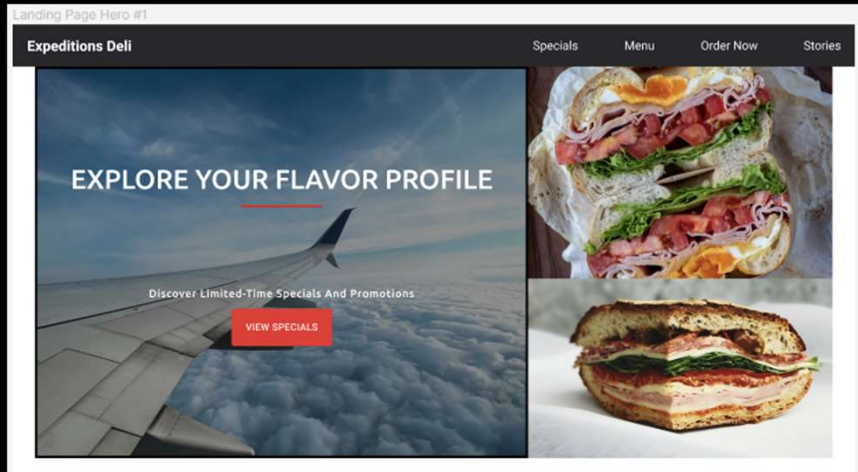 Landing Page Hero #1
Expeditions Deli Specials Menu Order Now Stories
EXPLORE YOUR FLAVOR PROFILE
Discover Limited-Time Specials And Promotions
VIEW SPECIALS